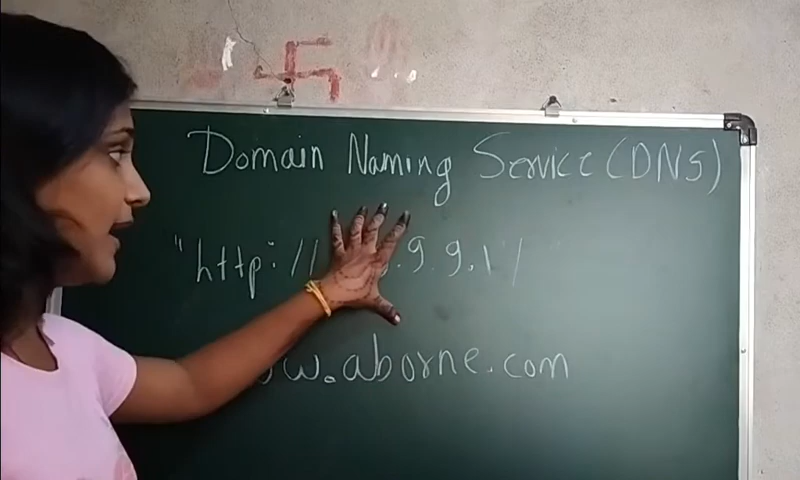 Domain Naming Service (DNS)
"http:// .9.9.1/
w.aborne.com